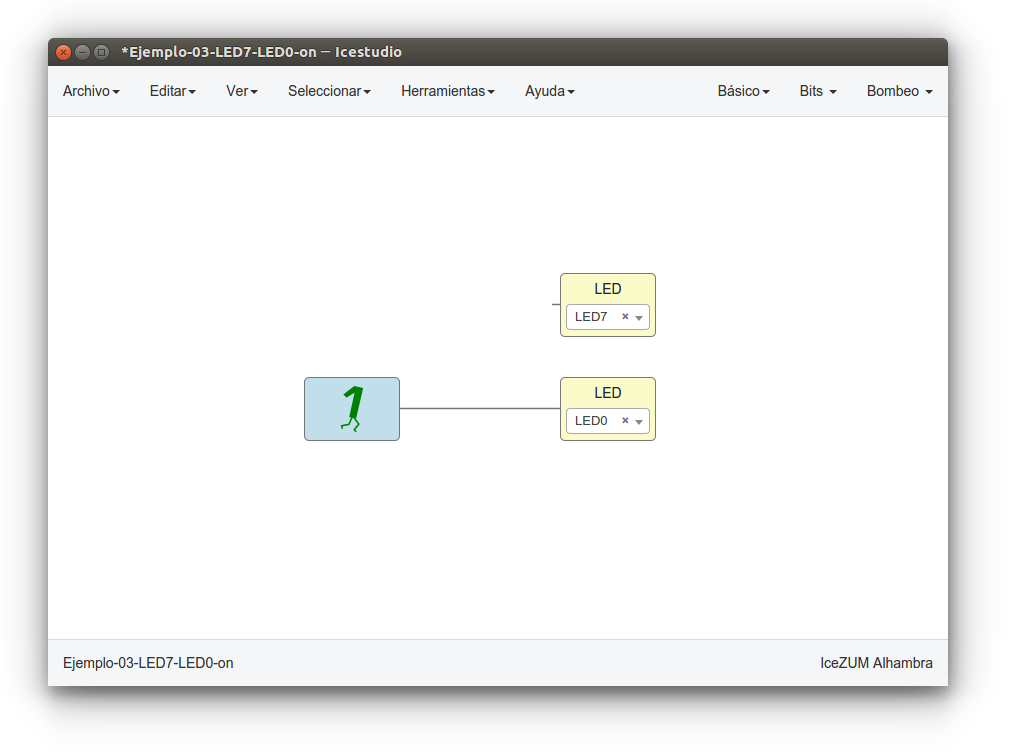 *Ejemplo-03-LED7-LED0-on — Icestudio
Archivo Editar Ver Seleccionar Herramientas Ayuda Básico Bits Bombeo
LED
LED7
1
LED
LED0
Ejemplo-03-LED7-LED0-on IceZUM Alhambra